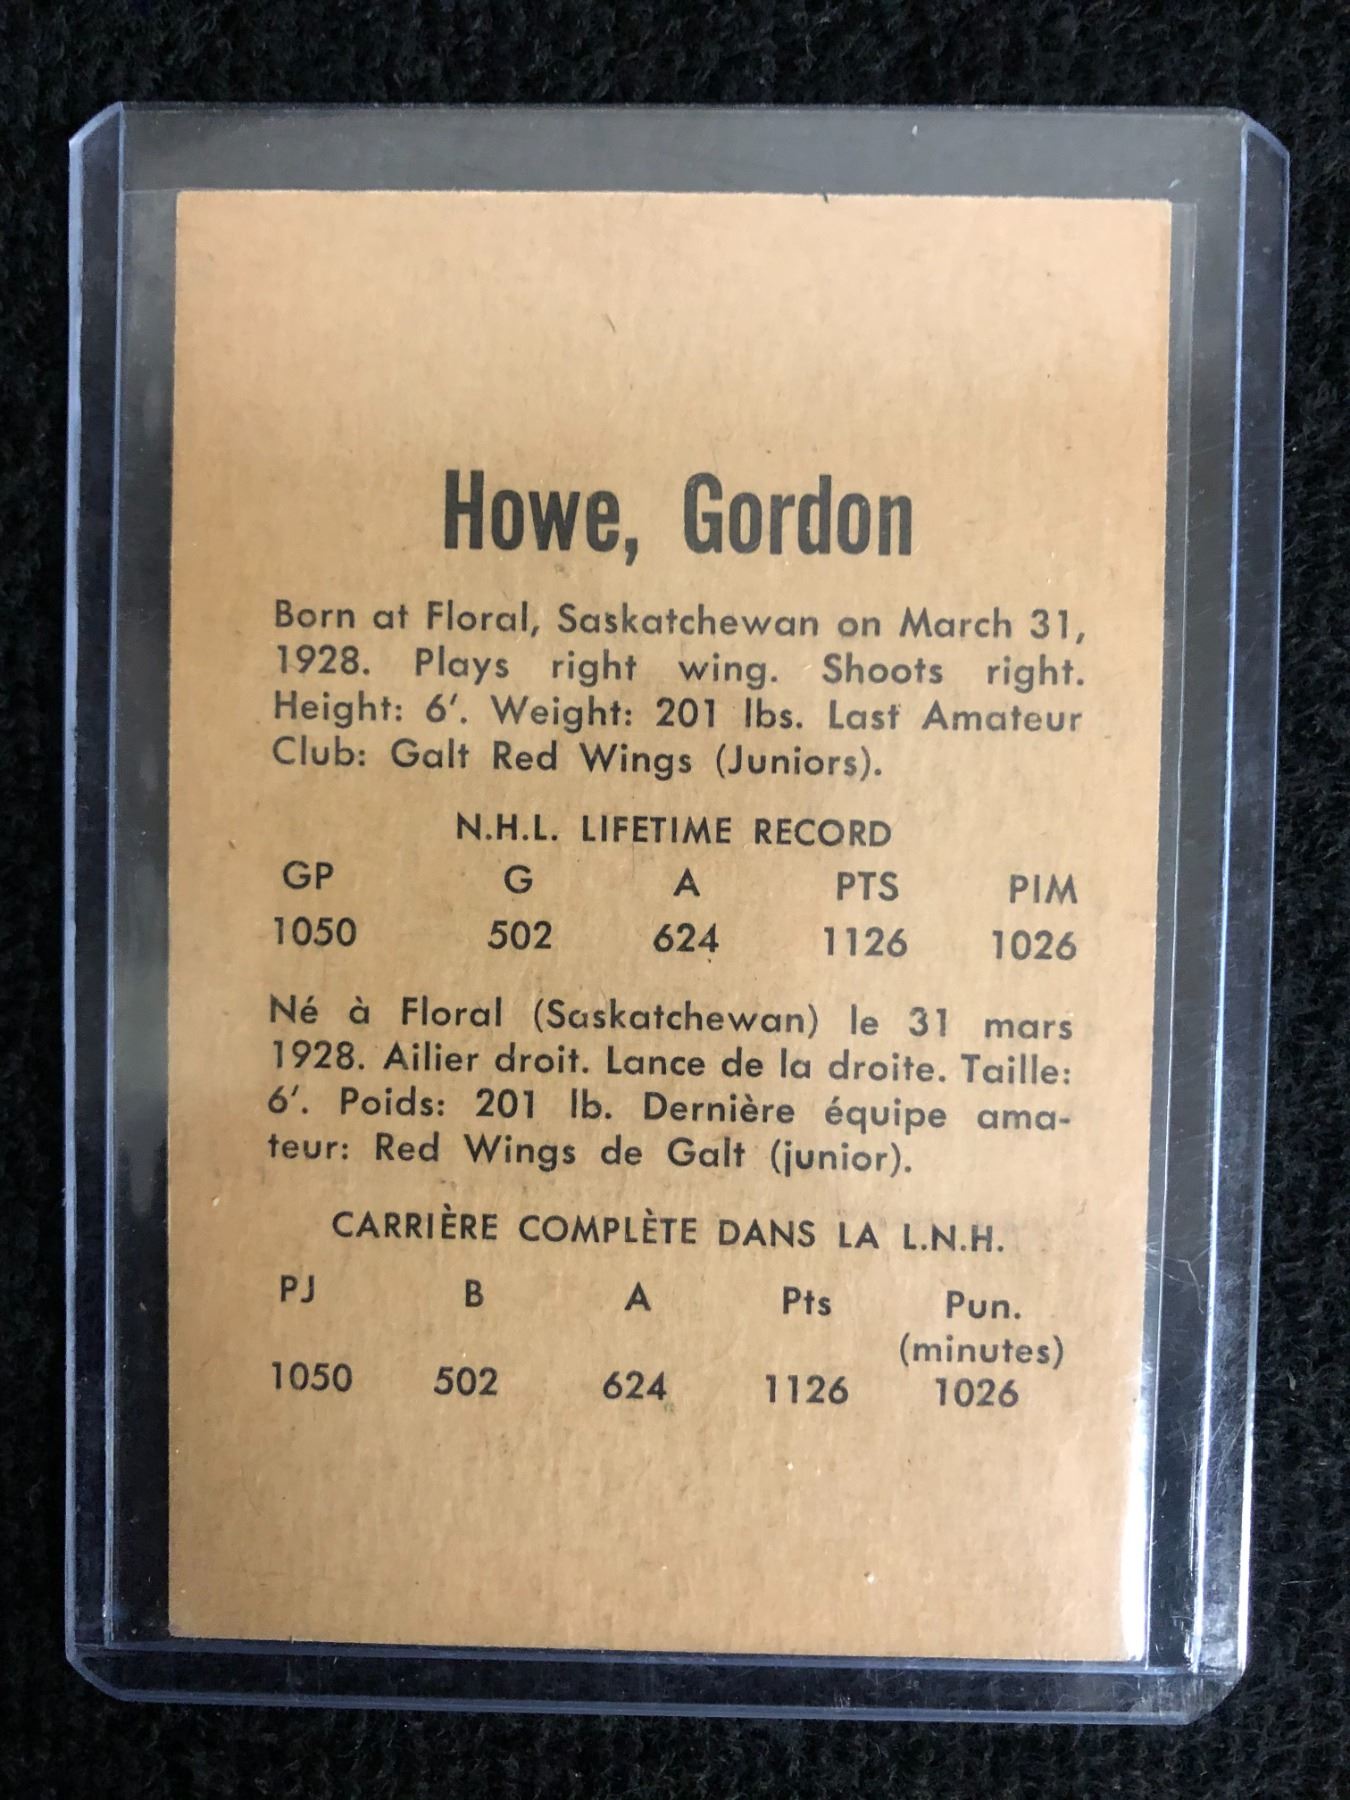 Howe, Gordon
Born at Floral, Saskatchewan on March 31,
1928. Plays right wing. Shoots right.
Height: 6'. Weight: 201 lbs. Last Amateur
Club: Galt Red Wings (Juniors).
N.H.L. LIFETIME RECORD
GP G A PTS PIM
1050 502 624 1126 1026
Né à Floral (Saskatchewan) le 31 mars
1928. Ailier droit. Lance de la droite. Taille:
6'. Poids: 201 lb. Dernière équipe ama-
teur: Red Wings de Galt (junior).
CARRIÈRE COMPLÈTE DANS LA L.N.H.
PJ B A Pts Pun.
(minutes)
1050 502 624 1126 1026